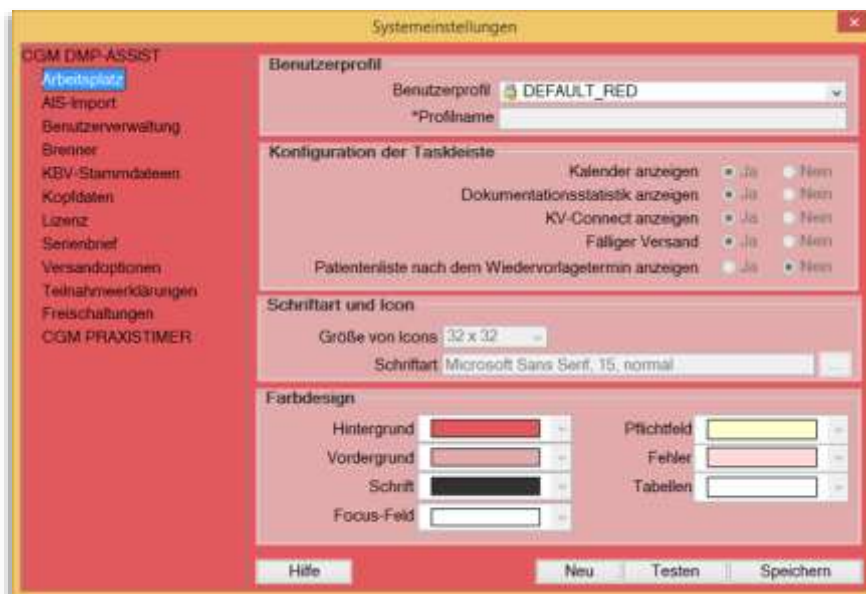 Systemeinstellungen
CGM DMP-ASSIST
Arbeitsplatz
AIS-Import
Benutzerverwaltung
Brenner
KBV-Stammdateien
Kopfdaten
Lizenz
Serienbrief
Versandoptionen
Teilnahmeerklärungen
Freischaltungen
CGM PRAXISTIMER
Benutzerprofil
Benutzerprofil DEFAULT_RED
*Profilname
Konfiguration der Taskleiste
Kalender anzeigen Ja Nein
Dokumentationsstatistik anzeigen Ja Nein
KV-Connect anzeigen Ja Nein
Fälliger Versand Ja Nein
Patientenliste nach dem Wiedervorlagetermin anzeigen Ja Nein
Schriftart und Icon
Größe von Icons 32 x 32
Schriftart Microsoft Sans Serif, 15, normal ...
Farbdesign
Hintergrund Pflichtfeld
Vordergrund Fehler
Schrift Tabellen
Focus-Feld
Hilfe Neu Testen Speichern